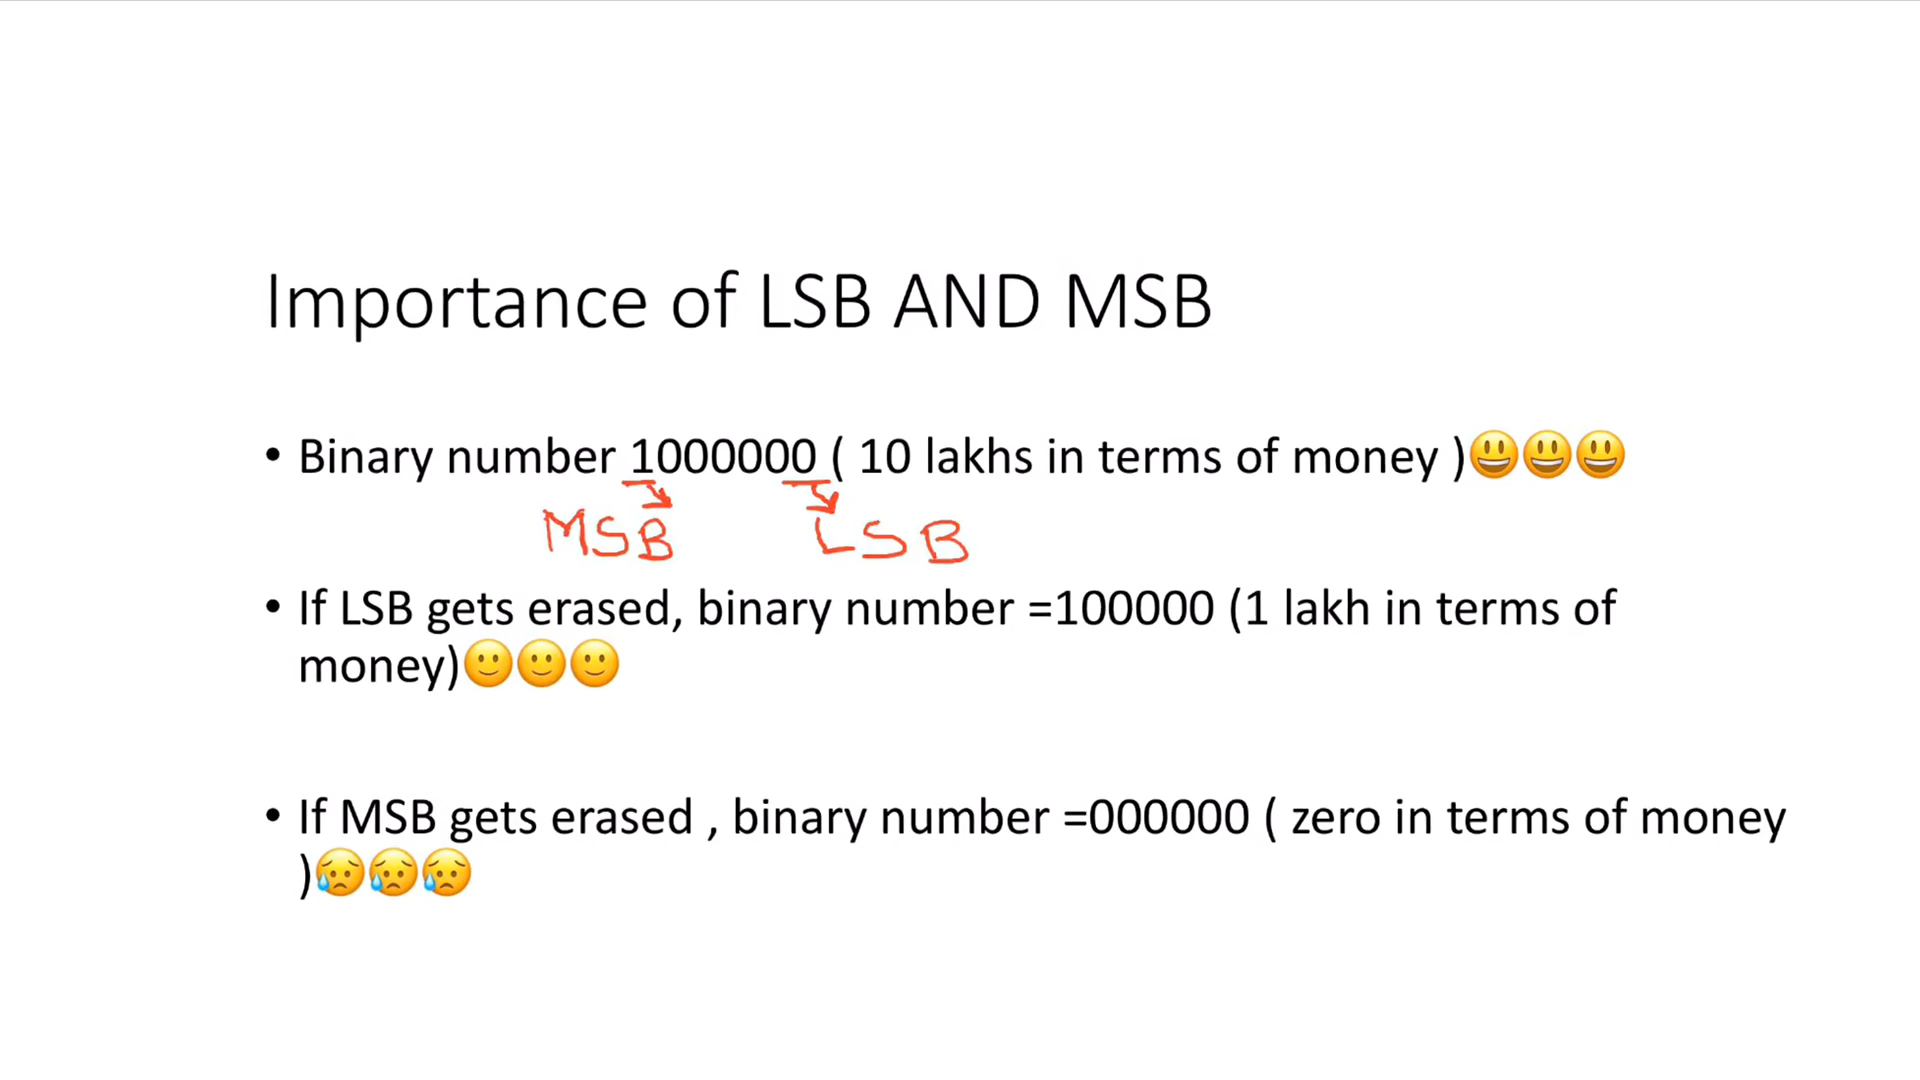 Importance of LSB AND MSB
• Binary number 1000000 ( 10 lakhs in terms of money )😃😃😃
MSB LSB
• If LSB gets erased, binary number =100000 (1 lakh in terms of
money)🙂🙂🙂
• If MSB gets erased , binary number =000000 ( zero in terms of money
)😥😥😥